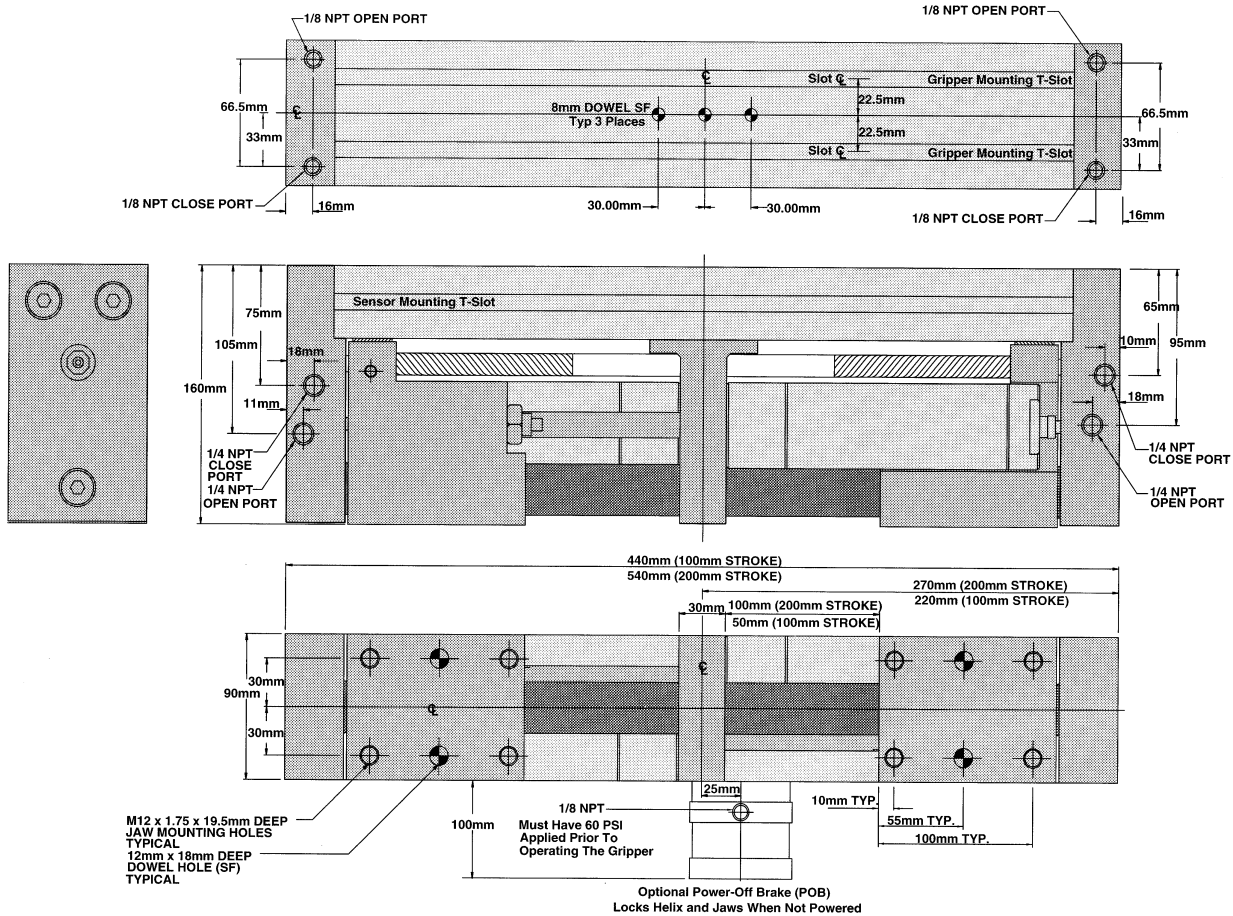 1/8 NPT OPEN PORT
1/8 NPT OPEN PORT
℄
Slot ℄
Gripper Mounting T-Slot
66.5mm
℄
8mm DOWEL SF
Typ 3 Places
22.5mm
66.5mm
33mm
22.5mm
33mm
Slot ℄
Gripper Mounting T-Slot
1/8 NPT CLOSE PORT
16mm
30.00mm
30.00mm
1/8 NPT CLOSE PORT
16mm
Sensor Mounting T-Slot
75mm
65mm
105mm
18mm
10mm
95mm
160mm
11mm
18mm
1/4 NPT
CLOSE
PORT
1/4 NPT
OPEN PORT
1/4 NPT
CLOSE PORT
1/4 NPT
OPEN PORT
440mm (100mm STROKE)
540mm (200mm STROKE)
270mm (200mm STROKE)
220mm (100mm STROKE)
30mm
100mm (200mm STROKE)
50mm (100mm STROKE)
℄
30mm
90mm
℄
30mm
25mm
M12 x 1.75 x 19.5mm DEEP
JAW MOUNTING HOLES
TYPICAL
12mm x 18mm DEEP
DOWEL HOLE (SF)
TYPICAL
100mm
1/8 NPT
Must Have 60 PSI
Applied Prior To
Operating The Gripper
10mm TYP.
55mm TYP.
100mm TYP.
Optional Power-Off Brake (POB)
Locks Helix and Jaws When Not Powered